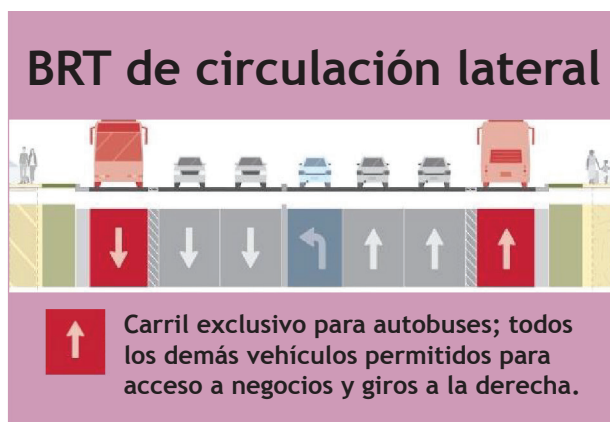 BRT de circulación lateral
Carril exclusivo para autobuses; todos
los demás vehículos permitidos para
acceso a negocios y giros a la derecha.